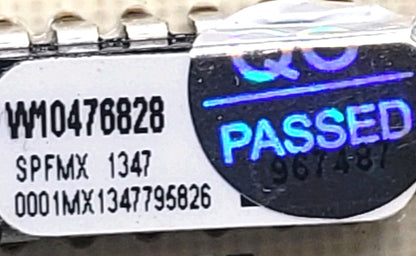 QC
PASSED
W10476828
SPFMX 1347
967487
0001MX1347795826